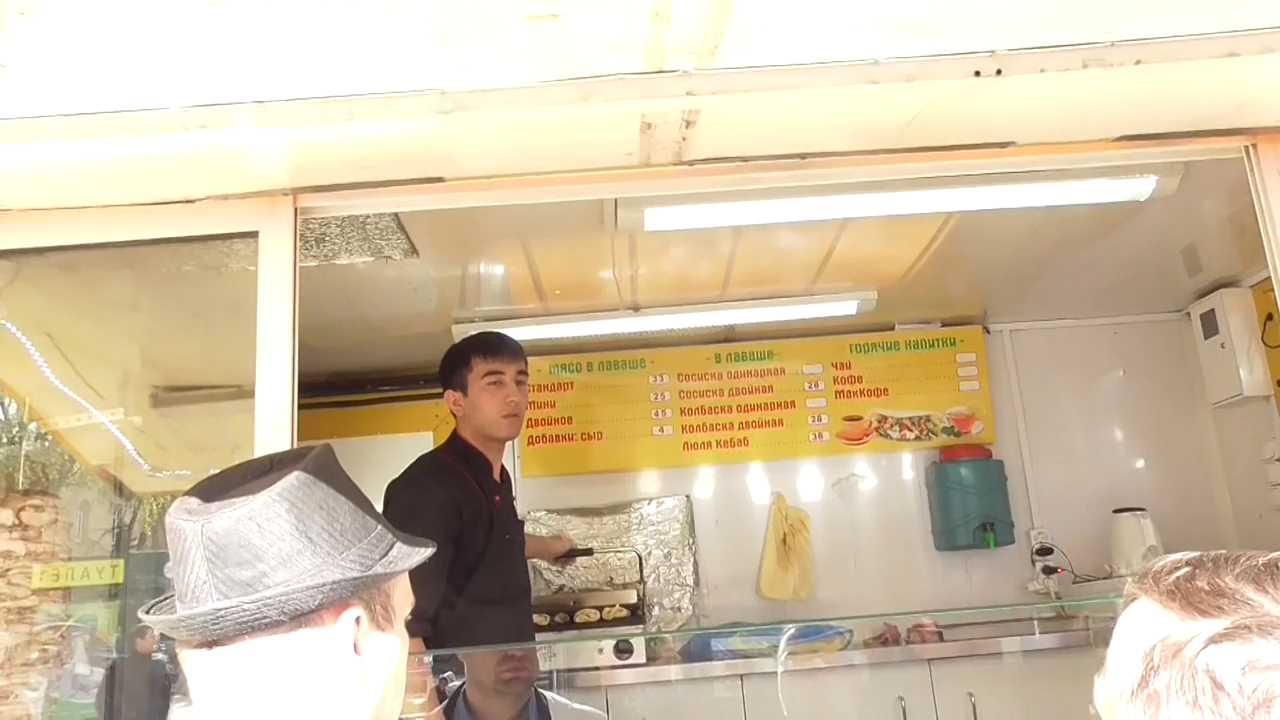 - МЯСО В ЛАВАШЕ -
Стандарт 33
Мини 25
Двойное 45
Добавки: сыр 4
- В ЛАВАШЕ -
Сосиска одинарная
Сосиска двойная 28
Колбаска одинарная
Колбаска двойная 28
Люля Кебаб 38
ГОРЯЧИЕ НАПИТКИ -
Чай
Кофе
МакКофе
ТУАЛЕТ